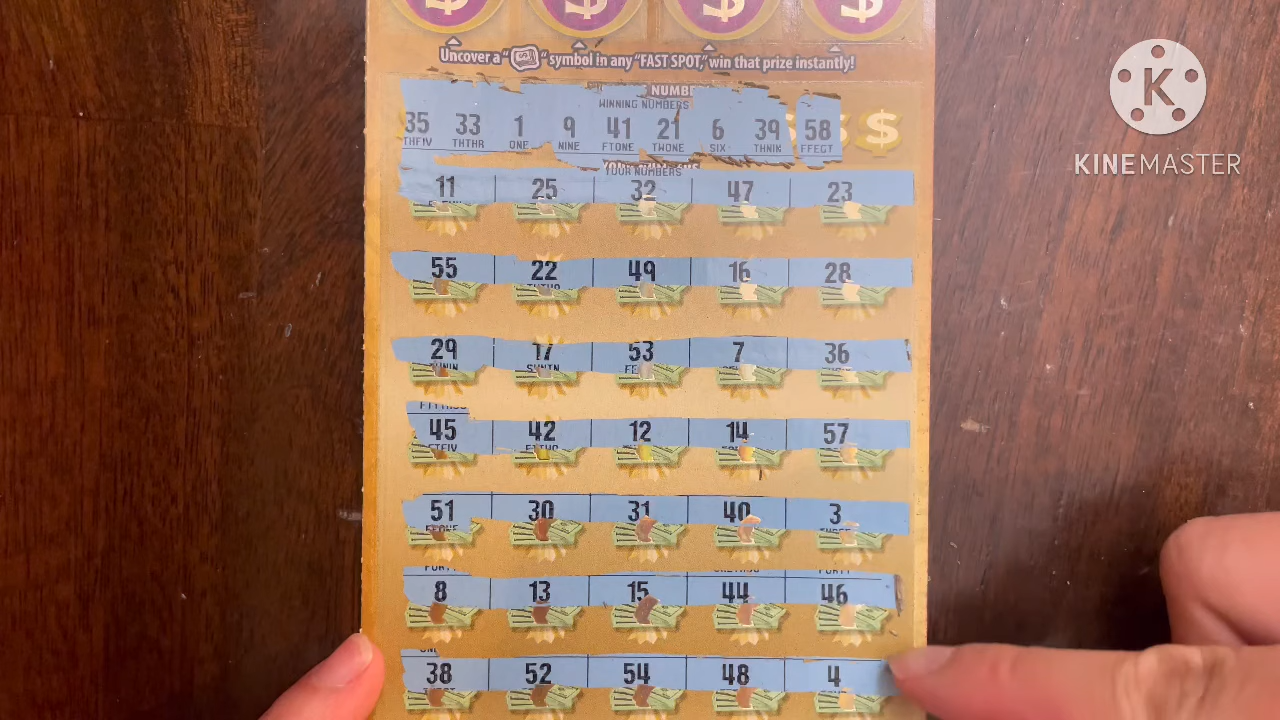 $ $ $ $
Uncover a " " symbol in any "FAST SPOT," win that prize instantly!
WINNING NUMBERS
35 33 1 9 41 21 6 39 58 $
THFIV THTHR ONE NINE FTONE TWONE SIX THNIN FFEGT
YOUR NUMBERS
11 25 32 47 23
55 22 49 16 28
29 17 53 7 36
45 42 12 14 57
51 30 31 40 3
8 13 15 44 46
38 52 54 48 4
K
KINEMASTER